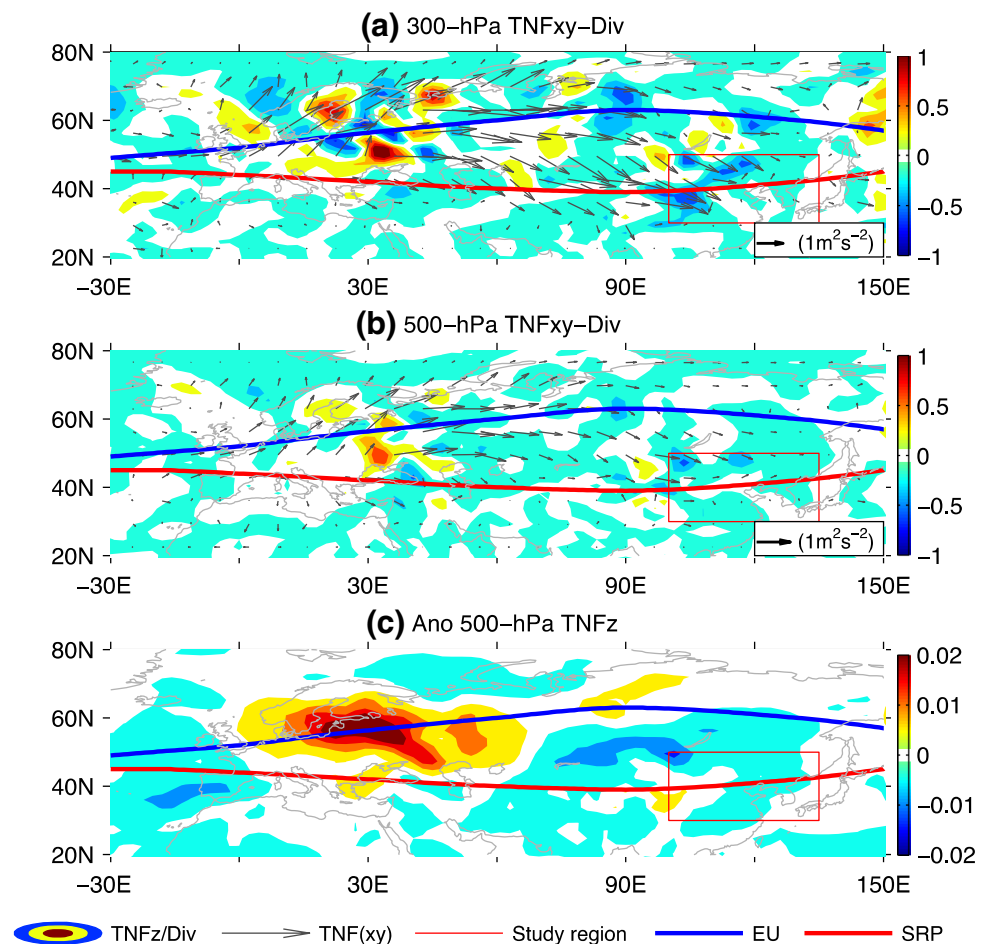 (a) 300-hPa TNFxy-Div
80N
60N
40N
20N
-30E 30E 90E 150E
(1m²s⁻²)
1
0.5
0
-0.5
-1
(b) 500-hPa TNFxy-Div
80N
60N
40N
20N
-30E 30E 90E 150E
(1m²s⁻²)
1
0.5
0
-0.5
-1
(c) Ano 500-hPa TNFz
80N
60N
40N
20N
-30E 30E 90E 150E
0.02
0.01
0
-0.01
-0.02
TNFz/Div TNF(xy) Study region EU SRP